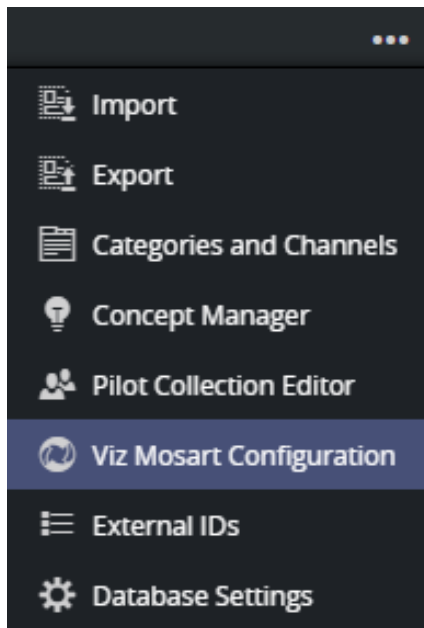 Import
Export
Categories and Channels
Concept Manager
Pilot Collection Editor
Viz Mosart Configuration
External IDs
Database Settings